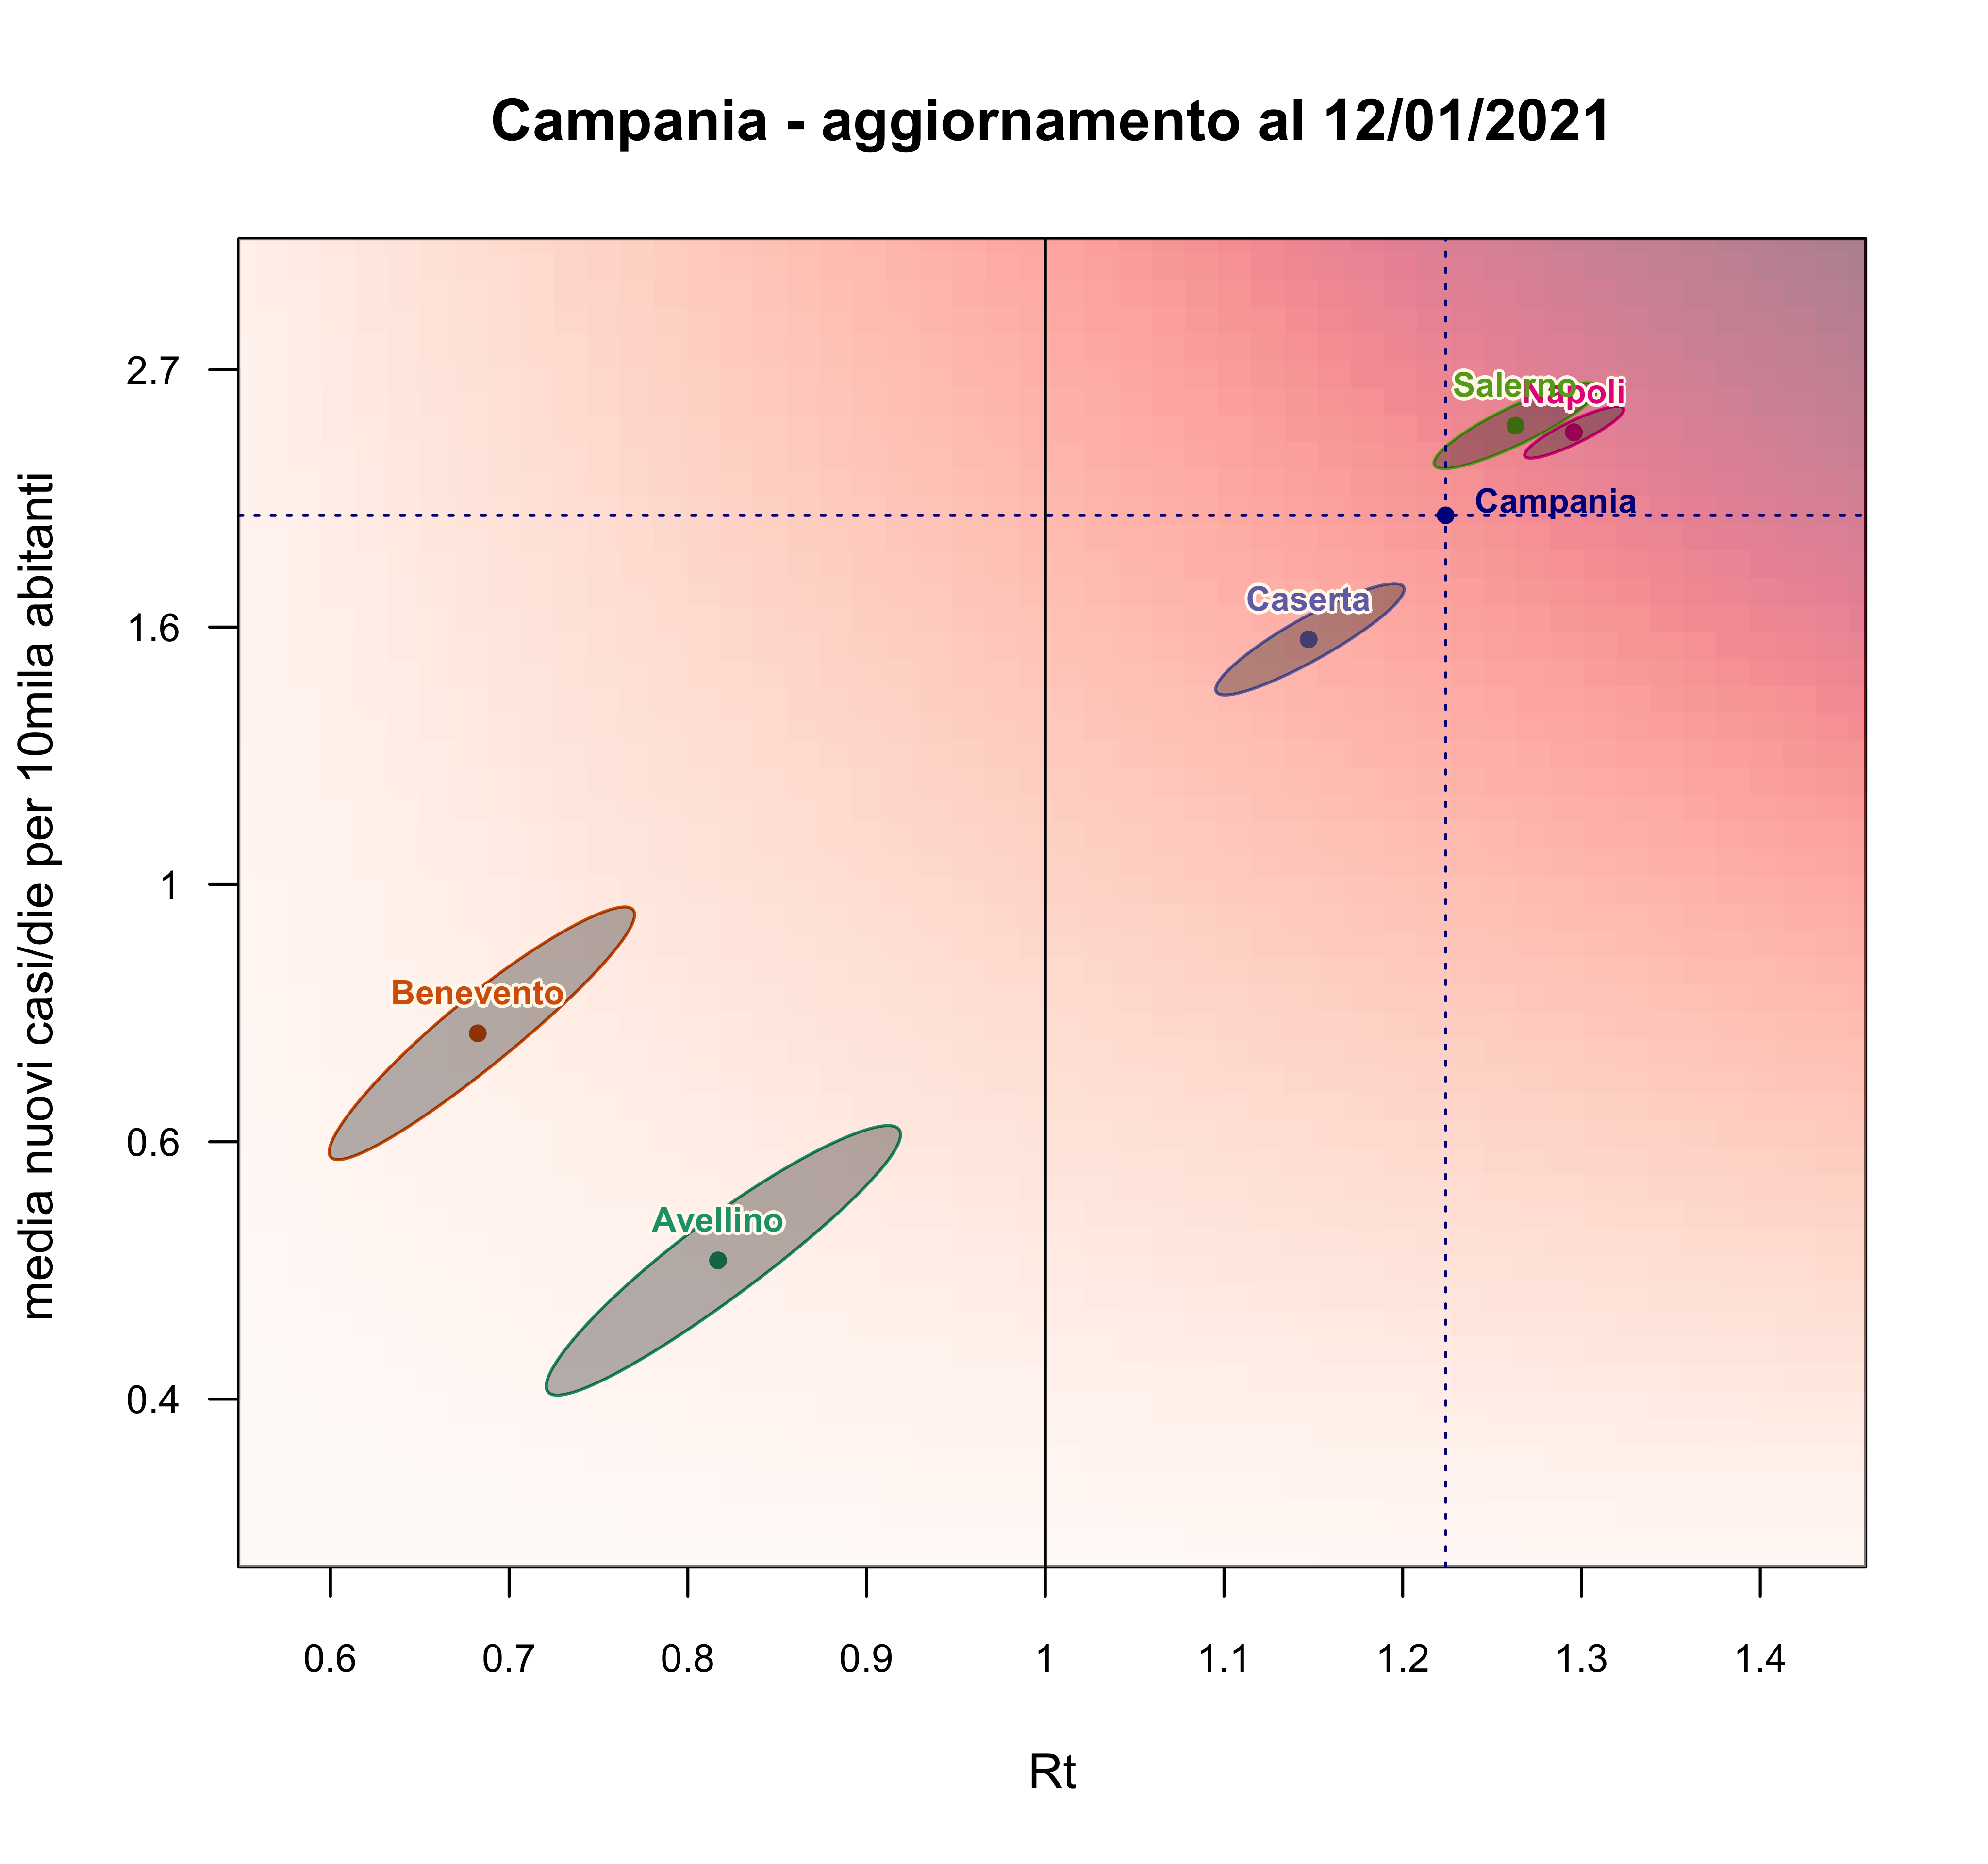 Campania - aggiornamento al 12/01/2021
media nuovi casi/die per 10mila abitanti
2.7
1.6
1
0.6
0.4
Salerno
Napoli
Campania
Caserta
Benevento
Avellino
0.6 0.7 0.8 0.9 1 1.1 1.2 1.3 1.4
Rt